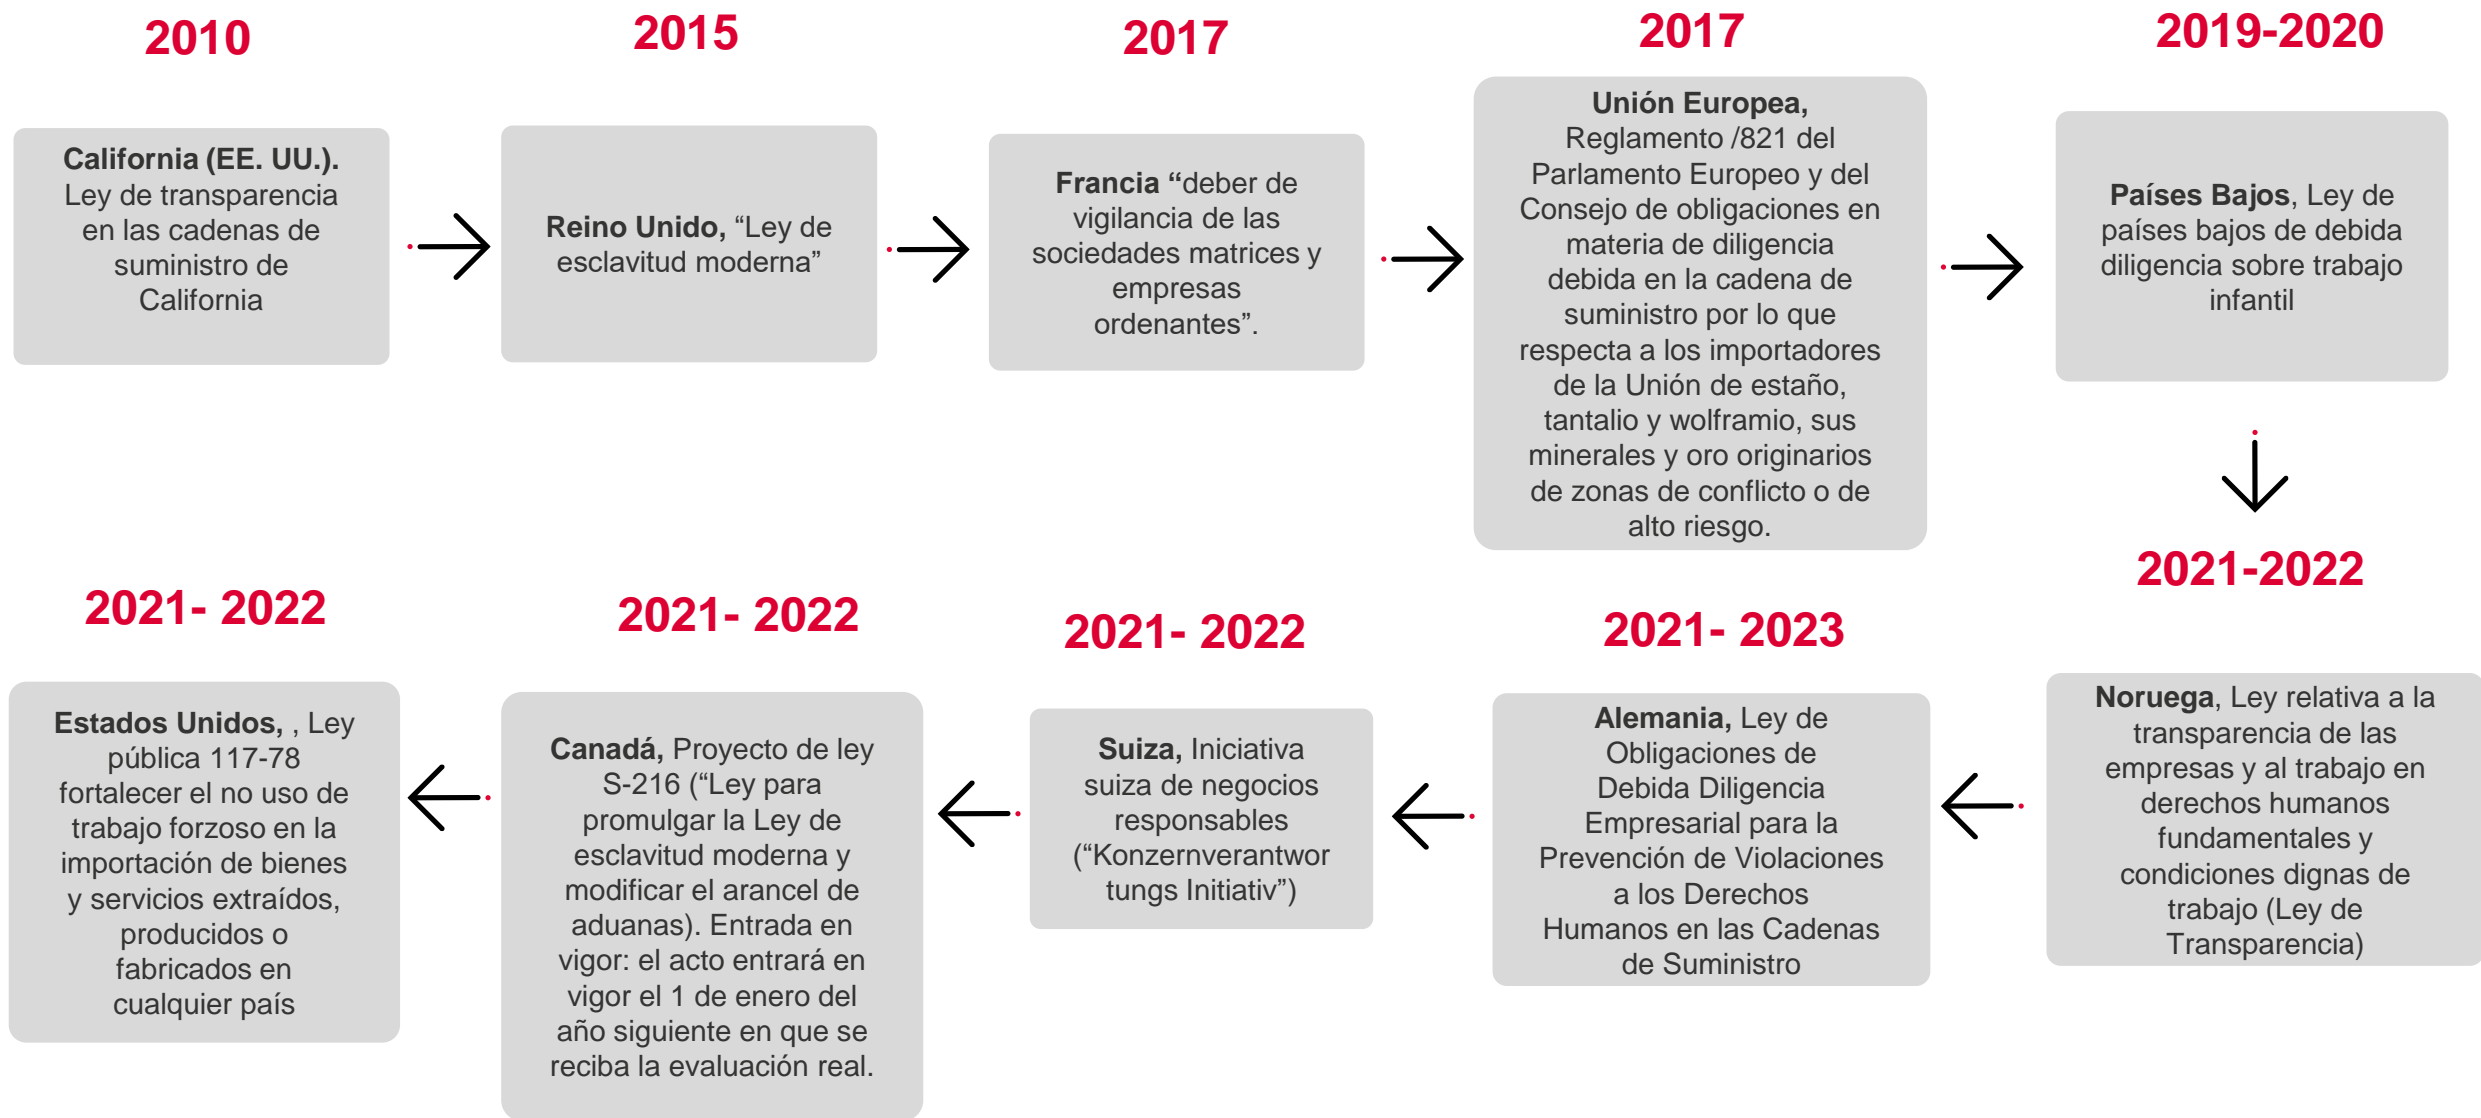 2010
California (EE. UU.).
Ley de transparencia
en las cadenas de
suministro de
California
2015
Reino Unido, “Ley de
esclavitud moderna”
2017
Francia “deber de
vigilancia de las
sociedades matrices y
empresas
ordenantes”.
2017
Unión Europea,
Reglamento /821 del
Parlamento Europeo y del
Consejo de obligaciones en
materia de diligencia
debida en la cadena de
suministro por lo que
respecta a los importadores
de la Unión de estaño,
tantalio y wolframio, sus
minerales y oro originarios
de zonas de conflicto o de
alto riesgo.
2019-2020
Países Bajos, Ley de
países bajos de debida
diligencia sobre trabajo
infantil
2021-2022
Noruega, Ley relativa a la
transparencia de las
empresas y al trabajo en
derechos humanos
fundamentales y
condiciones dignas de
trabajo (Ley de
Transparencia)
2021- 2023
Alemania, Ley de
Obligaciones de
Debida Diligencia
Empresarial para la
Prevención de Violaciones
a los Derechos
Humanos en las Cadenas
de Suministro
2021- 2022
Suiza, Iniciativa
suiza de negocios
responsables
(“Konzernverantwor
tungs Initiativ”)
2021- 2022
Canadá, Proyecto de ley
S-216 (“Ley para
promulgar la Ley de
esclavitud moderna y
modificar el arancel de
aduanas). Entrada en
vigor: el acto entrará en
vigor el 1 de enero del
año siguiente en que se
reciba la evaluación real.
2021- 2022
Estados Unidos, , Ley
pública 117-78
fortalecer el no uso de
trabajo forzoso en la
importación de bienes
y servicios extraídos,
producidos o
fabricados en
cualquier país